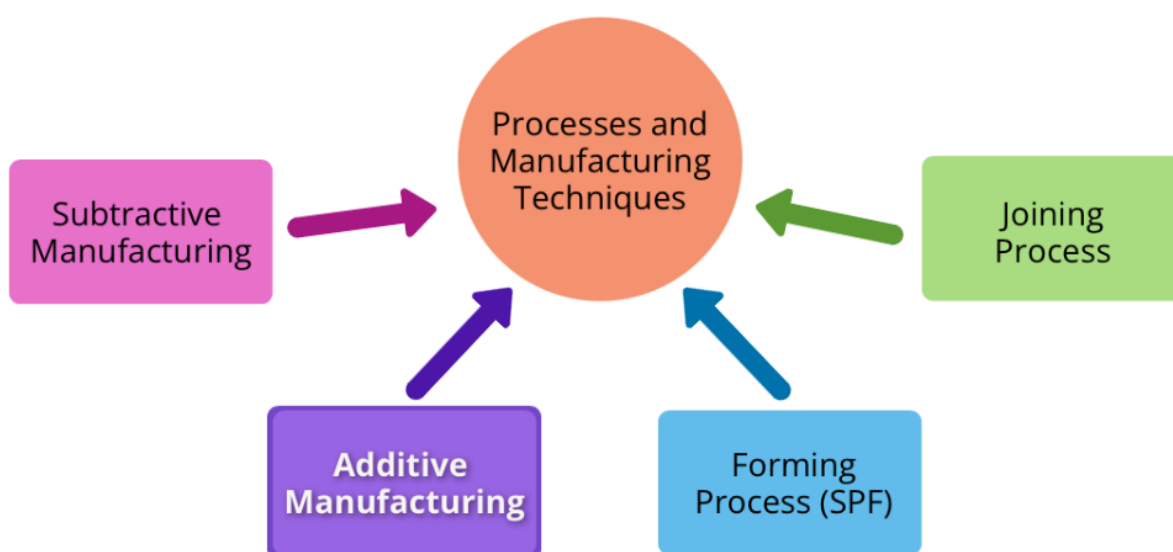 Processes and
Manufacturing
Techniques
Subtractive
Manufacturing
Joining
Process
Additive
Manufacturing
Forming
Process (SPF)